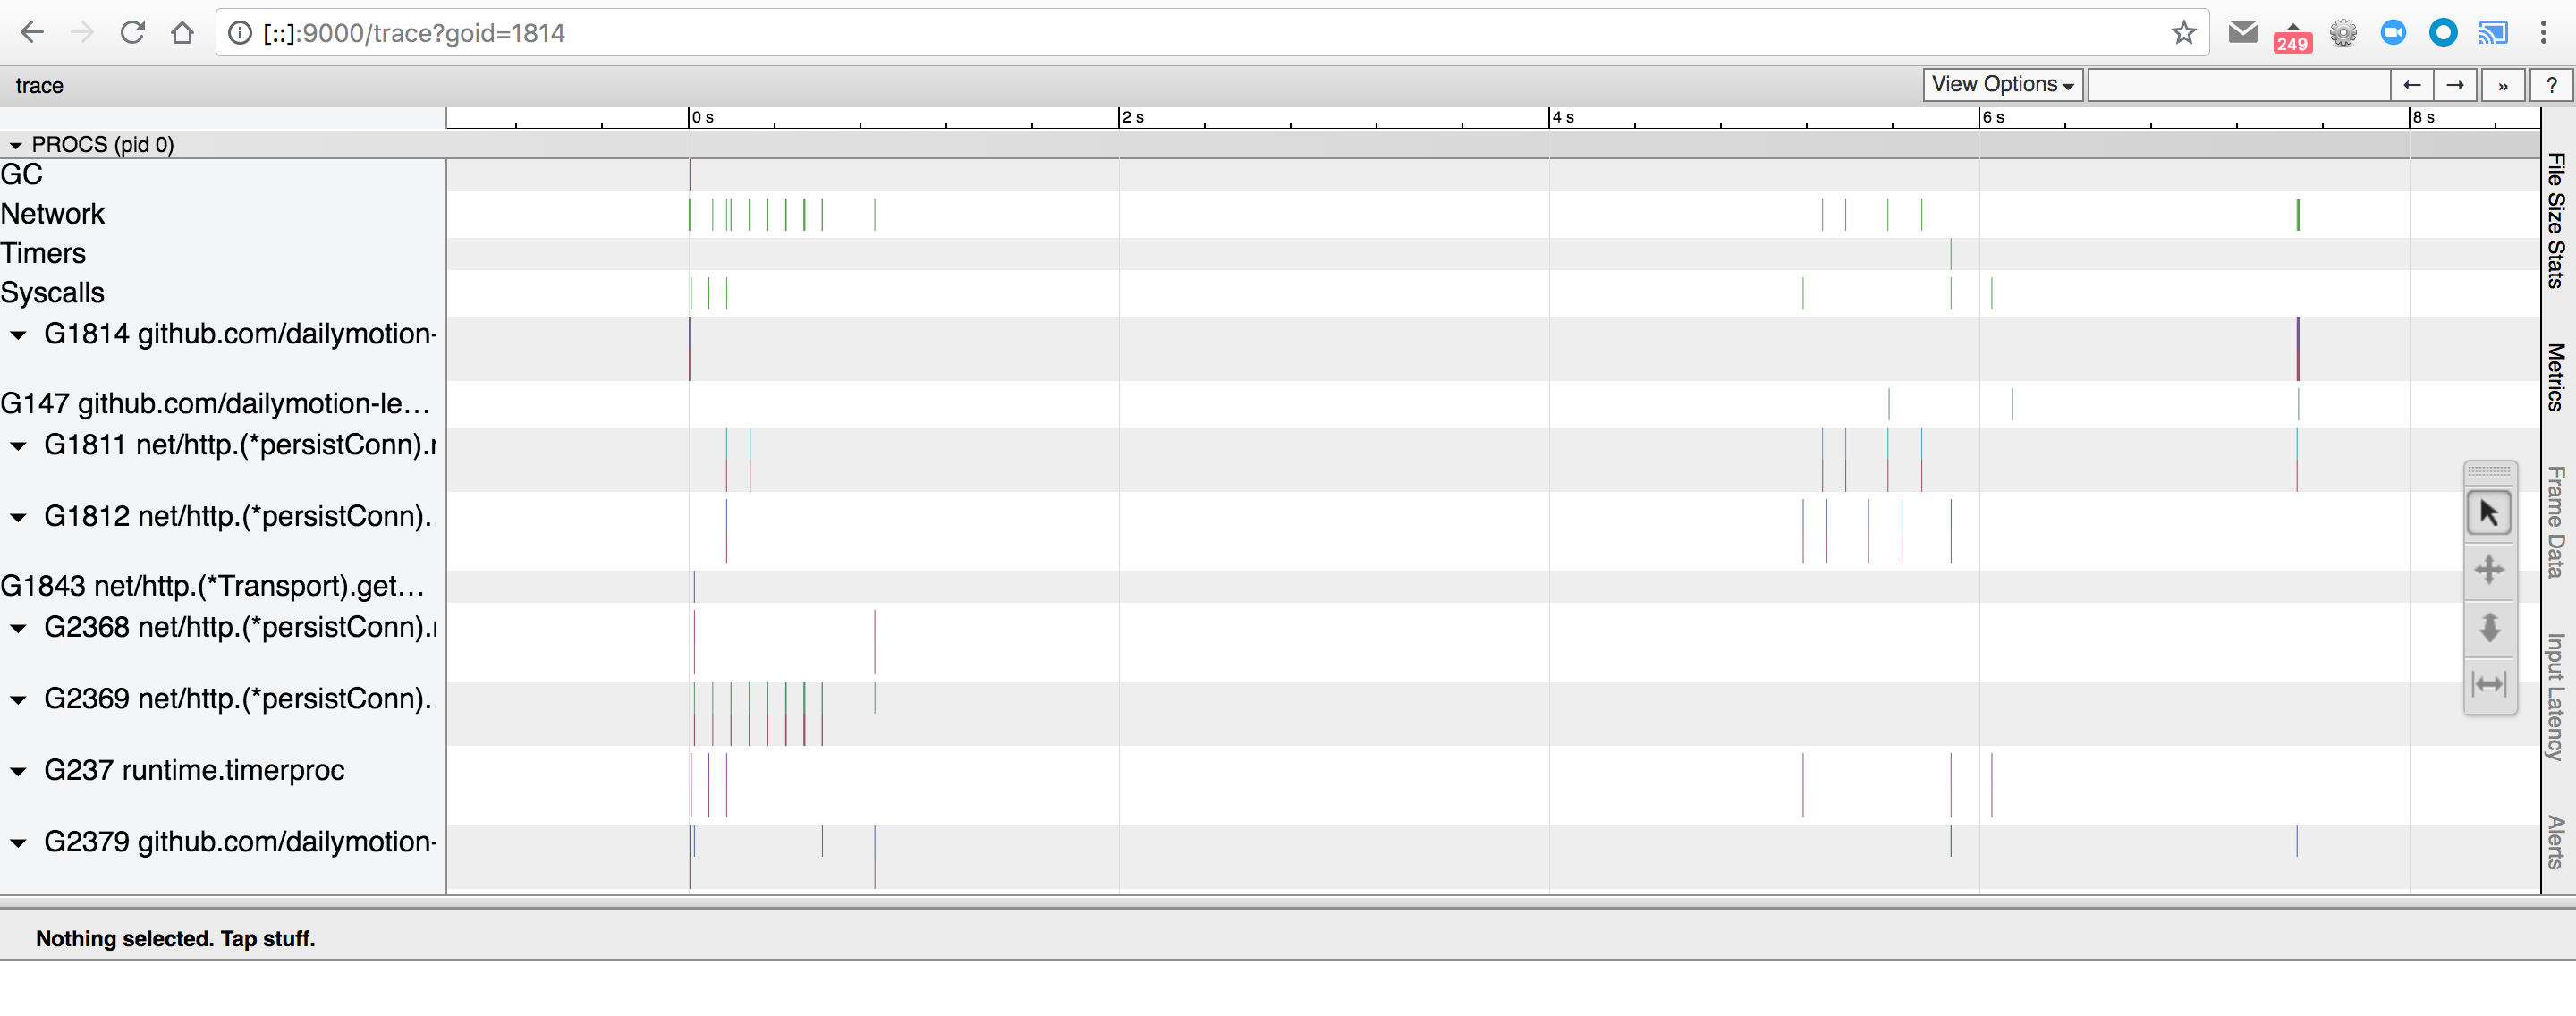 [::]:9000/trace?goid=1814
249
trace
View Options
← → » ?
0 s 2 s 4 s 6 s 8 s
PROCS (pid 0)
GC
Network
Timers
Syscalls
G1814 github.com/dailymotion-
G147 github.com/dailymotion-le...
G1811 net/http.(*persistConn).r
G1812 net/http.(*persistConn)..
G1843 net/http.(*Transport).get...
G2368 net/http.(*persistConn).r
G2369 net/http.(*persistConn)..
G237 runtime.timerproc
G2379 github.com/dailymotion-
File Size Stats
Metrics
Frame Data
Input Latency
Alerts
Nothing selected. Tap stuff.